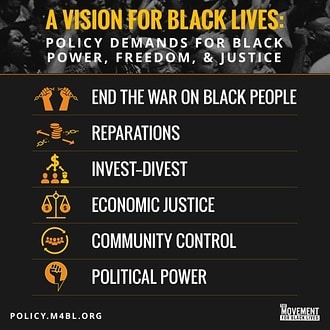 A VISION FOR BLACK LIVES:
POLICY DEMANDS FOR BLACK
POWER, FREEDOM, & JUSTICE
END THE WAR ON BLACK PEOPLE
REPARATIONS
$
INVEST–DIVEST
ECONOMIC JUSTICE
COMMUNITY CONTROL
POLITICAL POWER
POLICY.M4BL.ORG
THE
MOVEMENT
FOR BLACK LIVES